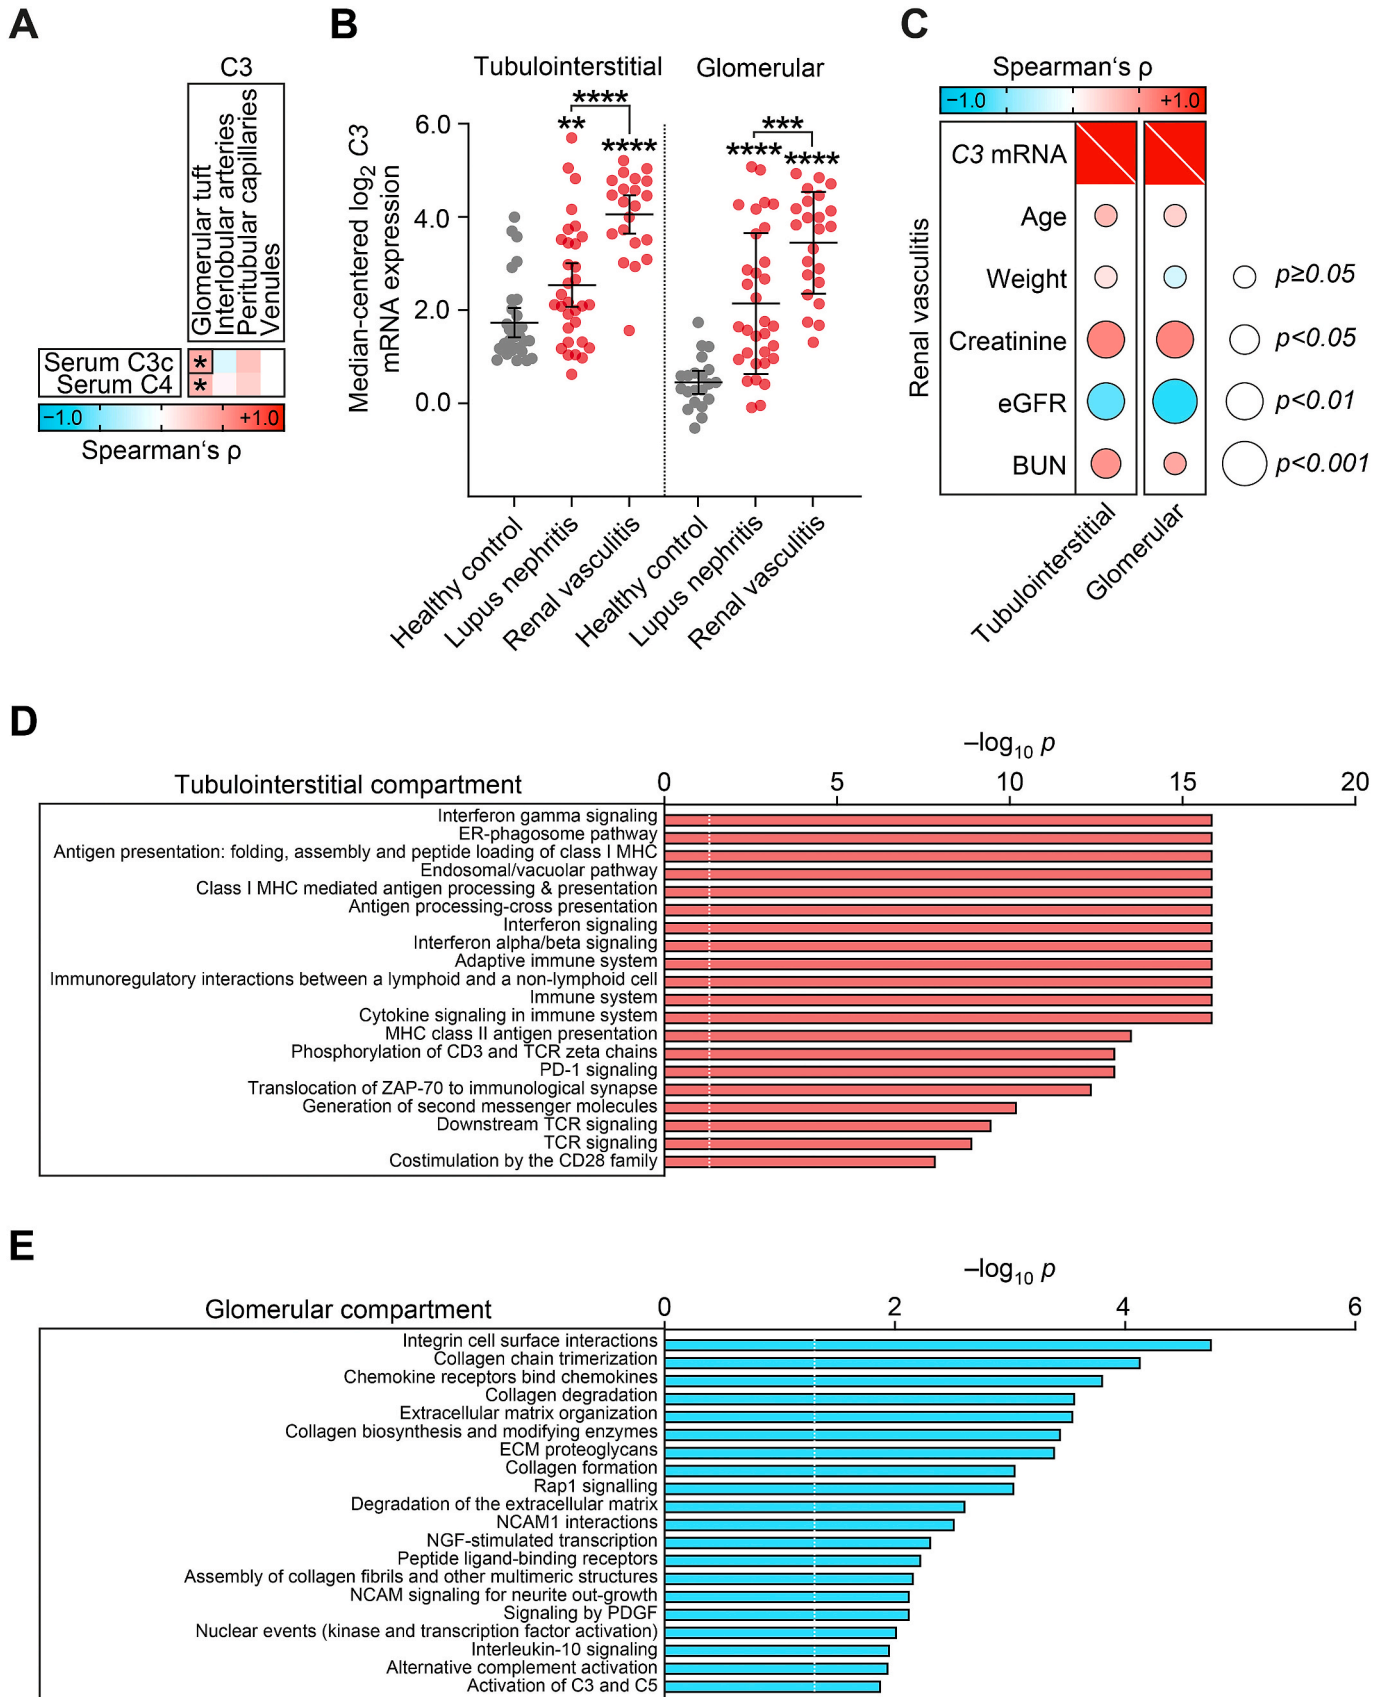 A
C3
Glomerular tuft
Interlobular arteries
Peritubular capillaries
Venules
Serum C3c
*
Serum C4
*
−1.0
+1.0
Spearman‘s ρ
B
Tubulointerstitial
Glomerular
Median-centered log2 C3
mRNA expression
6.0
4.0
2.0
0.0
****
**
****
***
****
****
Healthy control
Lupus nephritis
Renal vasculitis
Healthy control
Lupus nephritis
Renal vasculitis
C
Spearman‘s ρ
−1.0
+1.0
Renal vasculitis
C3 mRNA
Age
Weight
Creatinine
eGFR
BUN
Tubulointerstitial
Glomerular
p≥0.05
p<0.05
p<0.01
p<0.001
D
–log10 p
Tubulointerstitial compartment
0 5 10 15 20
Interferon gamma signaling
ER-phagosome pathway
Antigen presentation: folding, assembly and peptide loading of class I MHC
Endosomal/vacuolar pathway
Class I MHC mediated antigen processing & presentation
Antigen processing-cross presentation
Interferon signaling
Interferon alpha/beta signaling
Adaptive immune system
Immunoregulatory interactions between a lymphoid and a non-lymphoid cell
Immune system
Cytokine signaling in immune system
MHC class II antigen presentation
Phosphorylation of CD3 and TCR zeta chains
PD-1 signaling
Translocation of ZAP-70 to immunological synapse
Generation of second messenger molecules
Downstream TCR signaling
TCR signaling
Costimulation by the CD28 family
E
–log10 p
Glomerular compartment
0 2 4 6
Integrin cell surface interactions
Collagen chain trimerization
Chemokine receptors bind chemokines
Collagen degradation
Extracellular matrix organization
Collagen biosynthesis and modifying enzymes
ECM proteoglycans
Collagen formation
Rap1 signalling
Degradation of the extracellular matrix
NCAM1 interactions
NGF-stimulated transcription
Peptide ligand-binding receptors
Assembly of collagen fibrils and other multimeric structures
NCAM signaling for neurite out-growth
Signaling by PDGF
Nuclear events (kinase and transcription factor activation)
Interleukin-10 signaling
Alternative complement activation
Activation of C3 and C5